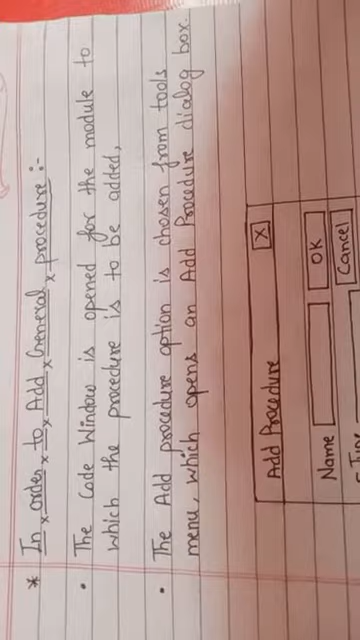 * In order to Add General procedure :-
• The Code Window is opened for the module to
which the procedure is to be added,
• The Add procedure option is chosen from tools
menu, which opens an Add Procedure dialog box.
Add Procedure X
Name OK
Cancel